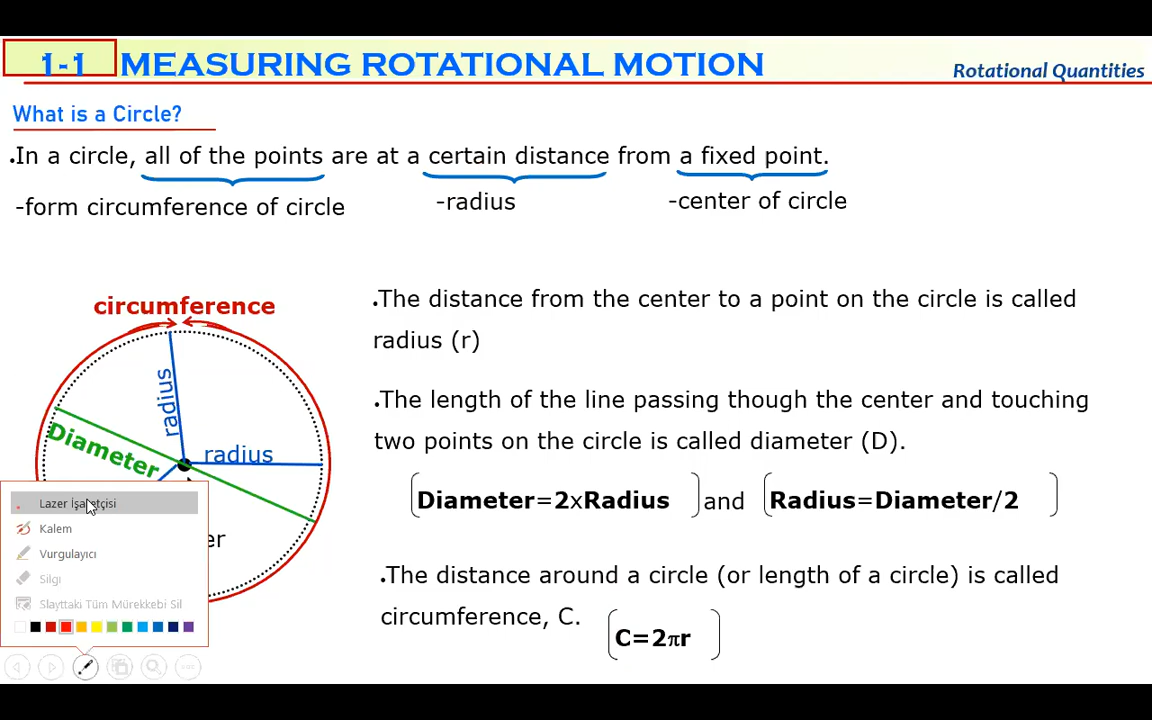 1-1 MEASURING ROTATIONAL MOTION
Rotational Quantities
What is a Circle?
•In a circle, all of the points are at a certain distance from a fixed point.
-form circumference of circle
-radius
-center of circle
circumference
radius
radius
Diameter
er
•The distance from the center to a point on the circle is called
radius (r)
•The length of the line passing though the center and touching
two points on the circle is called diameter (D).
Diameter=2xRadius and Radius=Diameter/2
•The distance around a circle (or length of a circle) is called
circumference, C.
C=2πr
Lazer İşaretçisi
Kalem
Vurgulayıcı
Silgi
Slayttaki Tüm Mürekkebi Sil